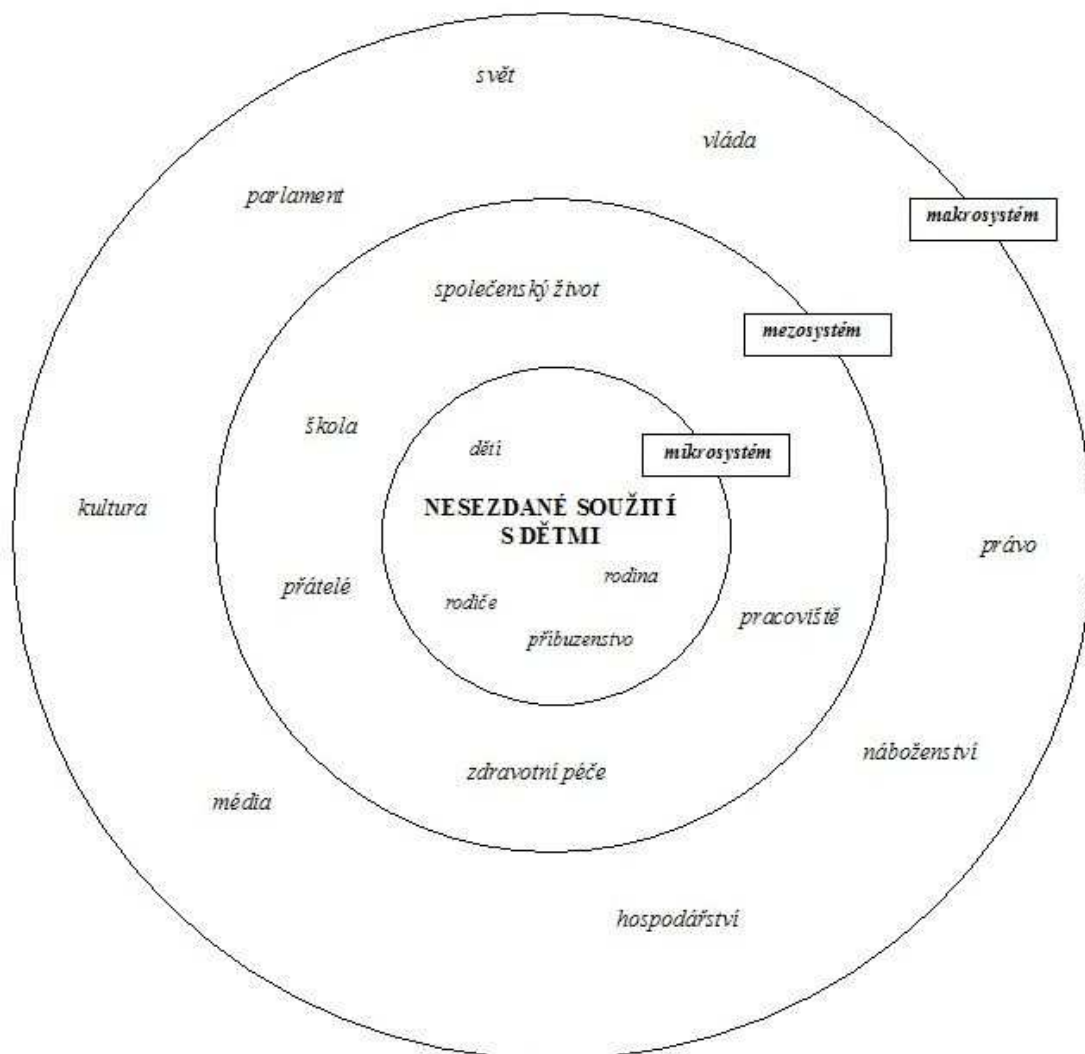 svět
vláda
parlament
makrosystém
společenský život
mezosystém
škola
děti
mikrosystém
kultura
NESEZDANÉ SOUŽITÍ
S DĚTMI
právo
rodina
přátelé
rodiče
pracoviště
příbuzenstvo
náboženství
zdravotní péče
média
hospodářství